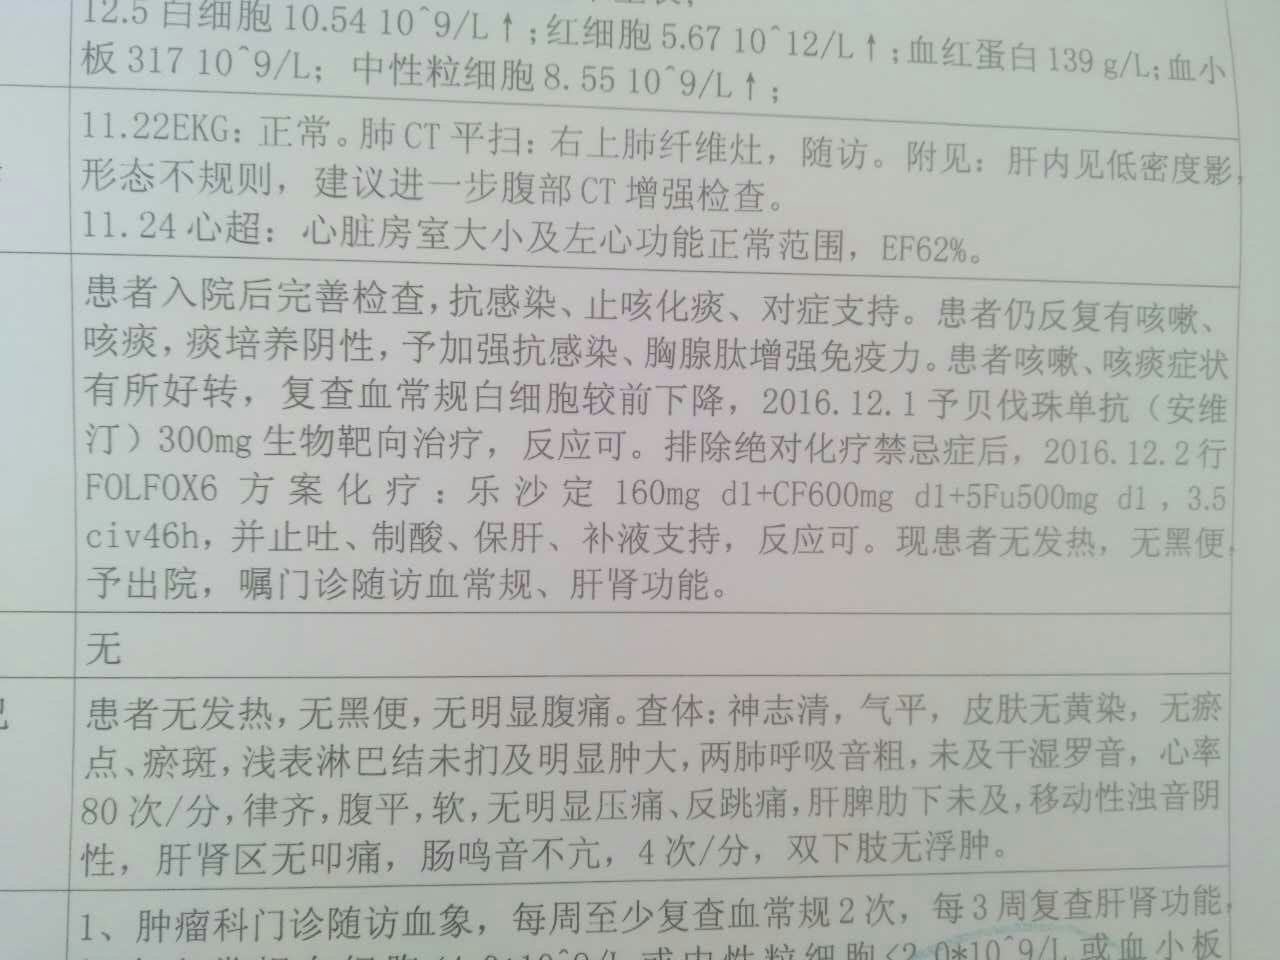 12.5 白细胞 10.54 10^9/L↑;红细胞 5.67 10^12/L↑;血红蛋白 139 g/L;血小
板 317 10^9/L; 中性粒细胞 8.55 10^9/L↑;
11.22EKG: 正常。肺 CT 平扫: 右上肺纤维灶, 随访。附见: 肝内见低密度影,
形态不规则, 建议进一步腹部 CT 增强检查。
11.24 心超: 心脏房室大小及左心功能正常范围, EF62%。
患者入院后完善检查,抗感染、止咳化痰、对症支持。患者仍反复有咳嗽、
咳痰,痰培养阴性,予加强抗感染、胸腺肽增强免疫力。患者咳嗽、咳痰症状
有所好转, 复查血常规白细胞较前下降, 2016.12.1 予贝伐珠单抗 (安维
汀) 300mg 生物靶向治疗, 反应可。排除绝对化疗禁忌症后, 2016.12.2 行
FOLFOX6 方案化疗: 乐沙定 160mg d1+CF600mg d1+5Fu500mg d1, 3.5
civ46h, 并止吐、制酸、保肝、补液支持, 反应可。现患者无发热, 无黑便,
予出院, 嘱门诊随访血常规、肝肾功能。
无
患者无发热,无黑便,无明显腹痛。查体: 神志清, 气平, 皮肤无黄染, 无瘀
点、瘀斑,浅表淋巴结未扪及明显肿大,两肺呼吸音粗,未及干湿罗音,心率
80 次/分,律齐,腹平,软,无明显压痛、反跳痛,肝脾肋下未及,移动性浊音阴
性, 肝肾区无叩痛, 肠鸣音不亢, 4 次/分, 双下肢无浮肿。
1、肿瘤科门诊随访血象, 每周至少复查血常规 2 次, 每 3 周复查肝肾功能,
或中性粒细胞<2.0*10^9/L 或血小板